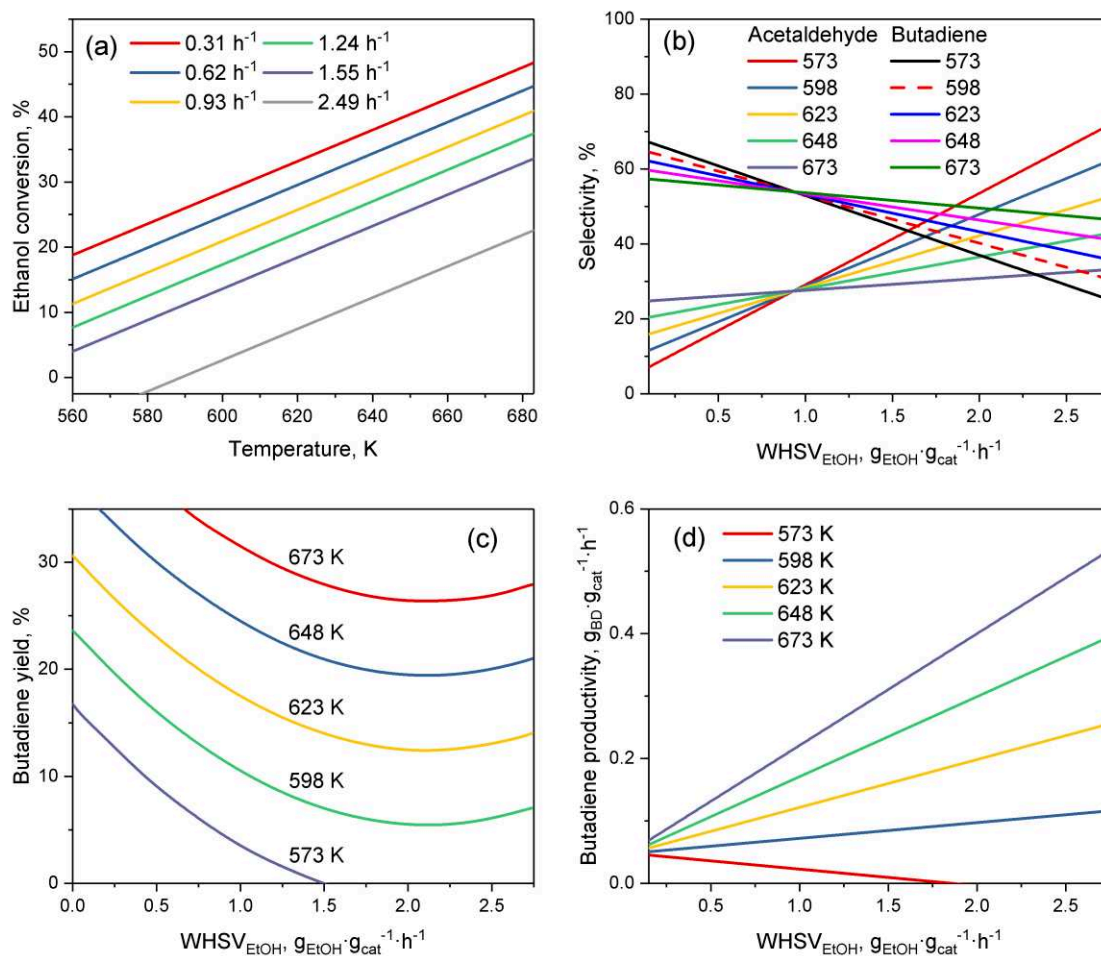 (a)
0.31 h⁻¹ 1.24 h⁻¹
0.62 h⁻¹ 1.55 h⁻¹
0.93 h⁻¹ 2.49 h⁻¹
Ethanol conversion, %
50
40
30
20
10
0
560 580 600 620 640 660 680
Temperature, K
(b)
Acetaldehyde Butadiene
573 573
598 598
623 623
648 648
673 673
Selectivity, %
100
80
60
40
20
0
0.5 1.0 1.5 2.0 2.5
WHSV_EtOH, g_EtOH·g_cat⁻¹·h⁻¹
(c)
673 K
648 K
623 K
598 K
573 K
Butadiene yield, %
30
20
10
0
0.0 0.5 1.0 1.5 2.0 2.5
WHSV_EtOH, g_EtOH·g_cat⁻¹·h⁻¹
(d)
573 K
598 K
623 K
648 K
673 K
Butadiene productivity, g_BD·g_cat⁻¹·h⁻¹
0.6
0.4
0.2
0.0
0.5 1.0 1.5 2.0 2.5
WHSV_EtOH, g_EtOH·g_cat⁻¹·h⁻¹